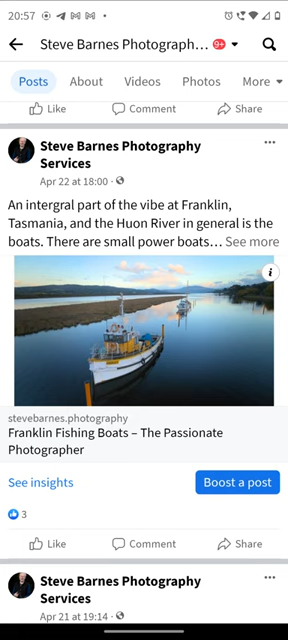 20:57
Steve Barnes Photograph... 9+
Posts About Videos Photos More
Like Comment Share
Steve Barnes Photography
Services
Apr 22 at 18:00 ·
An intergral part of the vibe at Franklin,
Tasmania, and the Huon River in general is the
boats. There are small power boats... See more
i
stevebarnes.photography
Franklin Fishing Boats – The Passionate
Photographer
See insights Boost a post
3
Like Comment Share
Steve Barnes Photography
Services
Apr 21 at 19:14 ·